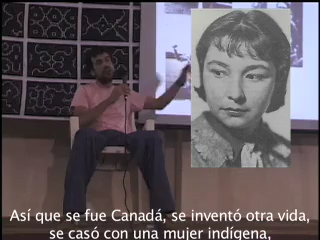 Así que se fue Canadá, se inventó otra vida,
se casó con una mujer indígena,